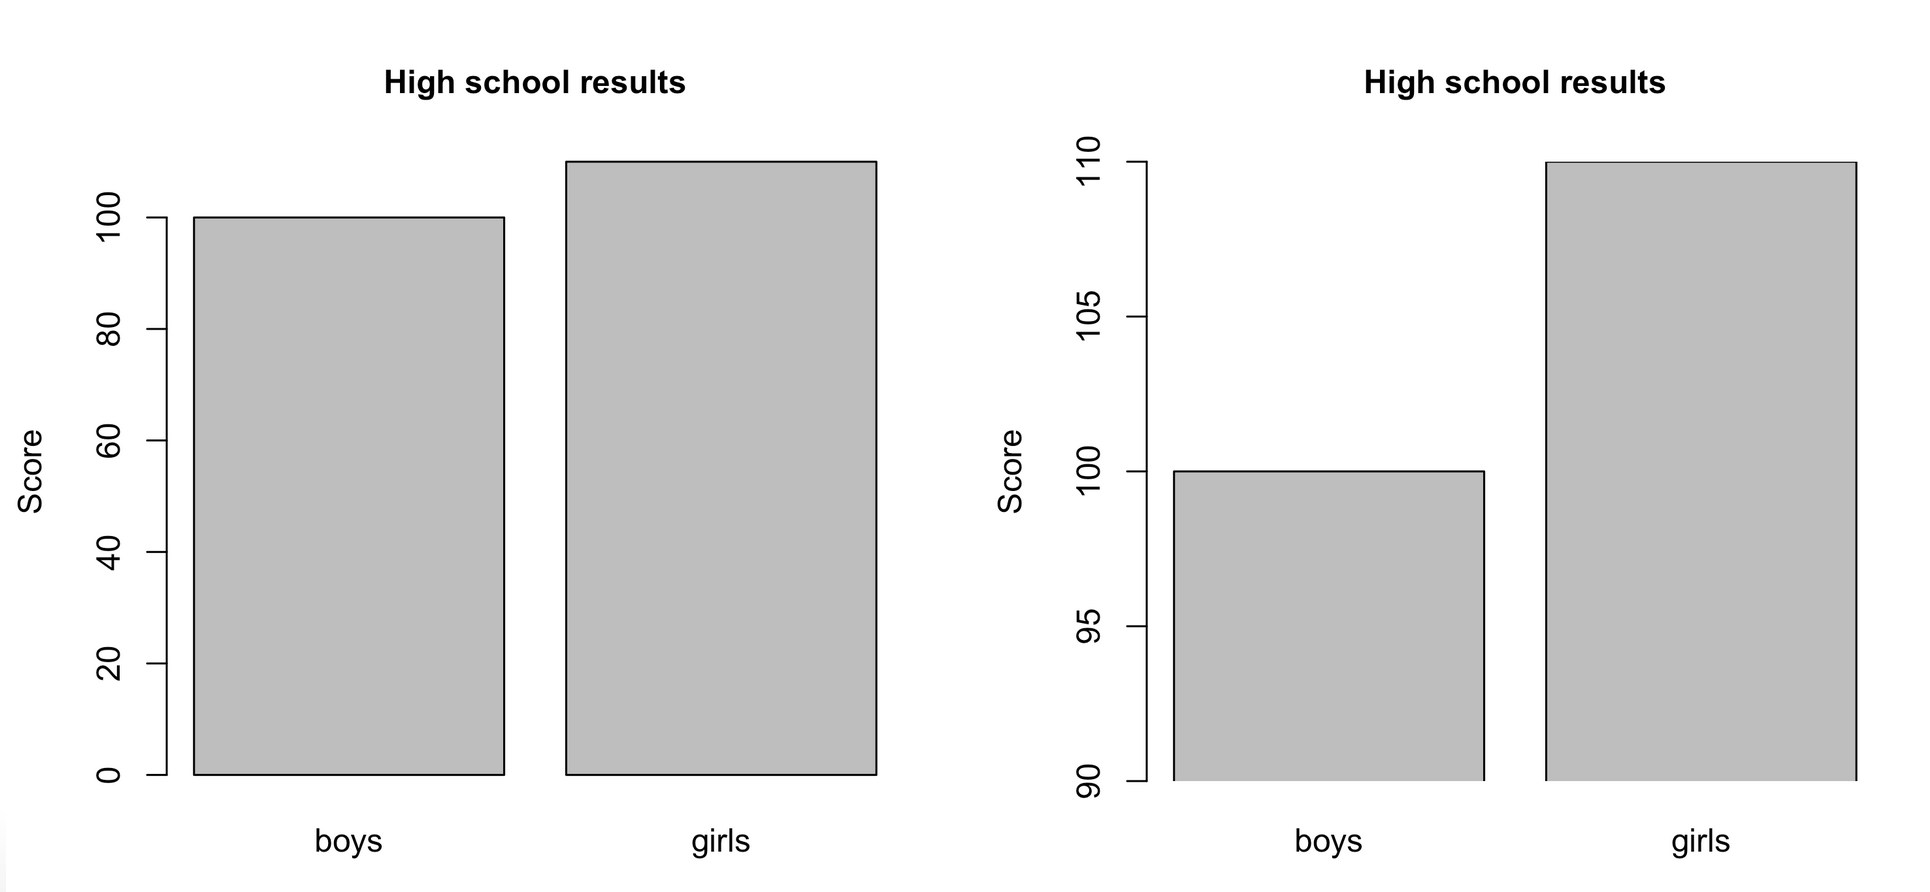 High school results
Score
100
80
60
40
20
0
boys
girls
High school results
Score
110
105
100
95
90
boys
girls